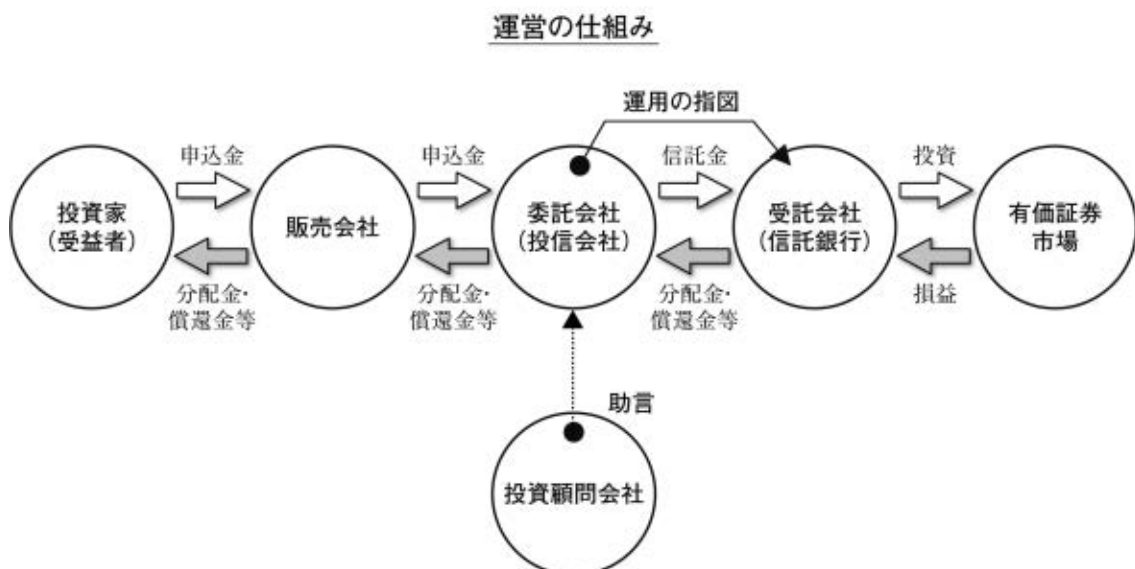 運営の仕組み
運用の指図
申込金
申込金
信託金
投資
投資家
（受益者）
販売会社
委託会社
（投信会社）
受託会社
（信託銀行）
有価証券
市場
分配金・
償還金等
分配金・
償還金等
分配金・
償還金等
損益
助言
投資顧問会社